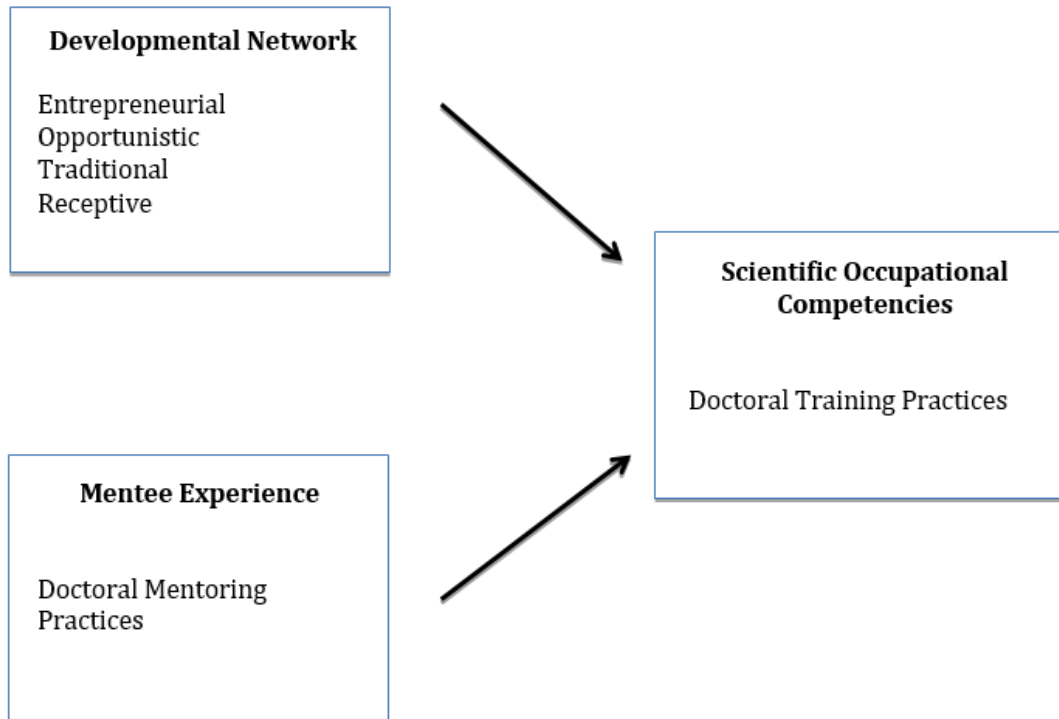 Developmental Network
Entrepreneurial
Opportunistic
Traditional
Receptive
Scientific Occupational
Competencies
Doctoral Training Practices
Mentee Experience
Doctoral Mentoring
Practices